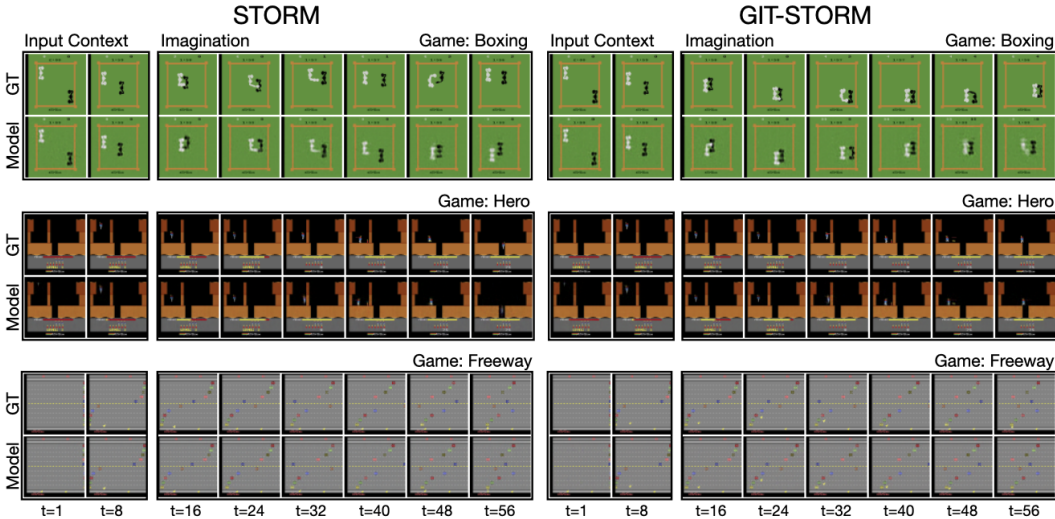 STORM GIT-STORM
Input Context Imagination Game: Boxing Input Context Imagination Game: Boxing
GT
Model
Game: Hero Game: Hero
GT
Model
Game: Freeway Game: Freeway
GT
Model
t=1 t=8 t=16 t=24 t=32 t=40 t=48 t=56 t=1 t=8 t=16 t=24 t=32 t=40 t=48 t=56